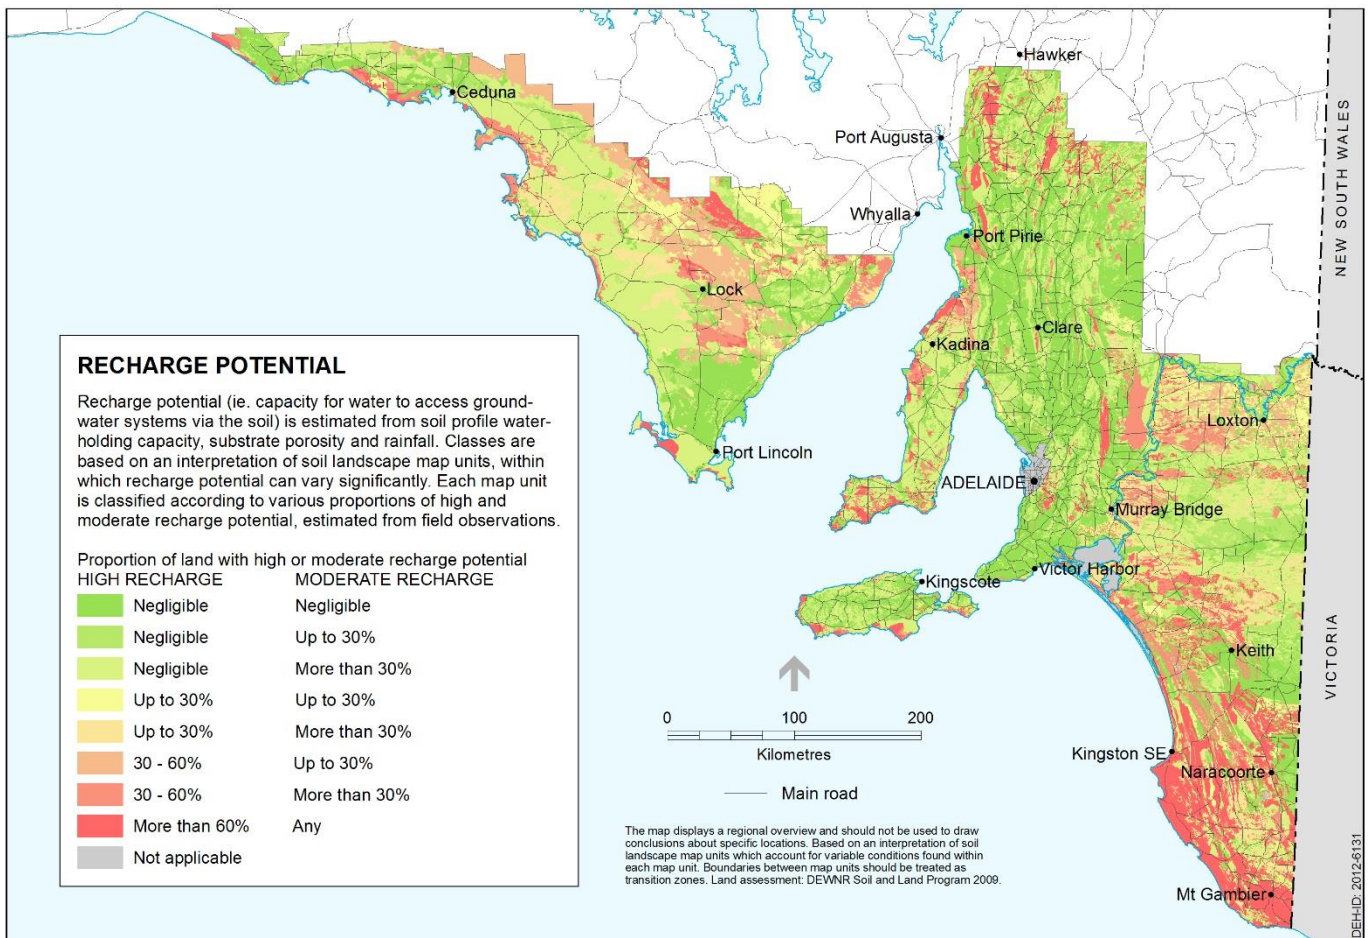 Hawker
Ceduna
Port Augusta
NEW SOUTH WALES
Whyalla
Port Pirie
Lock
Clare
Kadina
Loxton
Port Lincoln
ADELAIDE
Murray Bridge
Victor Harbor
Kingscote
Keith
VICTORIA
Kingston SE
Naracoorte
Mt Gambier
RECHARGE POTENTIAL
Recharge potential (ie. capacity for water to access ground-
water systems via the soil) is estimated from soil profile water-
holding capacity, substrate porosity and rainfall. Classes are
based on an interpretation of soil landscape map units, within
which recharge potential can vary significantly. Each map unit
is classified according to various proportions of high and
moderate recharge potential, estimated from field observations.
Proportion of land with high or moderate recharge potential
HIGH RECHARGE MODERATE RECHARGE
Negligible Negligible
Negligible Up to 30%
Negligible More than 30%
Up to 30% Up to 30%
Up to 30% More than 30%
30 - 60% Up to 30%
30 - 60% More than 30%
More than 60% Any
Not applicable
0 100 200
Kilometres
Main road
The map displays a regional overview and should not be used to draw
conclusions about specific locations. Based on an interpretation of soil
landscape map units which account for variable conditions found within
each map unit. Boundaries between map units should be treated as
transition zones. Land assessment: DEWNR Soil and Land Program 2009.
DEH-ID: 2012-6131